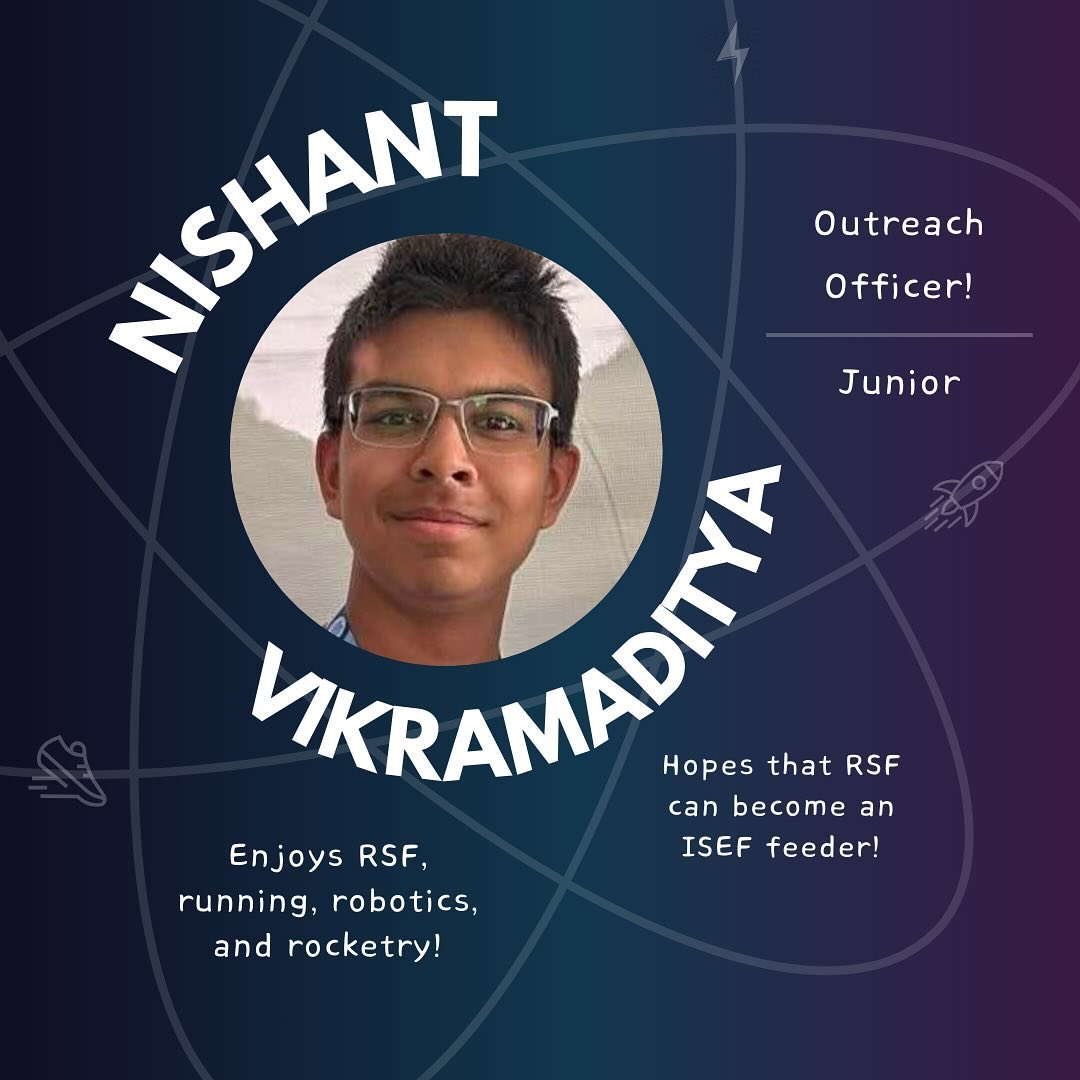 NISHANT
VIKRAMADITYA
Outreach
Officer!
Junior
Hopes that RSF
can become an
ISEF feeder!
Enjoys RSF,
running, robotics,
and rocketry!